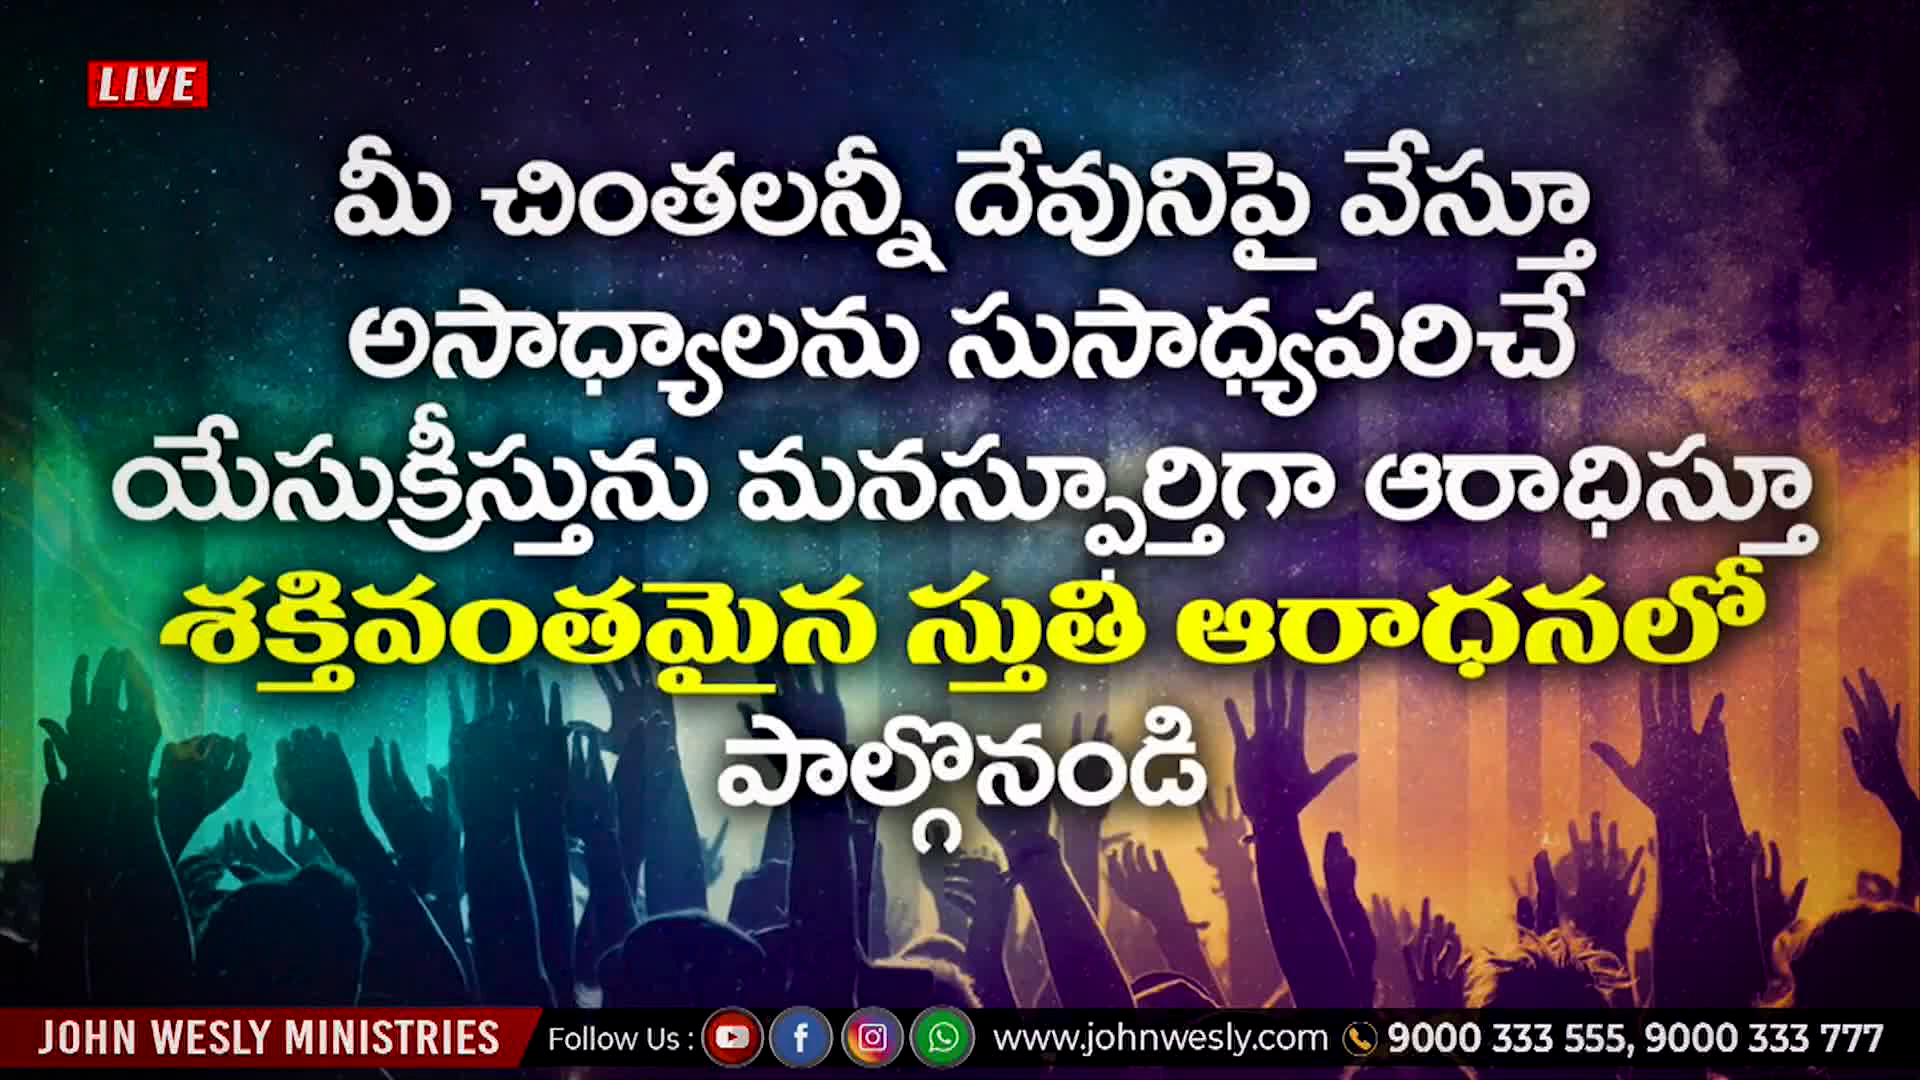 LIVE
మీ చింతలన్నీ దేవునిపై వేస్తూ
అసాధ్యాలను సుసాధ్యపరిచే
యేసుక్రీస్తును మనస్ఫూర్తిగా ఆరాధిస్తూ
శక్తివంతమైన స్తుతి ఆరాధనలో
పాల్గొనండి
JOHN WESLY MINISTRIES Follow Us : www.johnwesly.com 9000 333 555, 9000 333 777